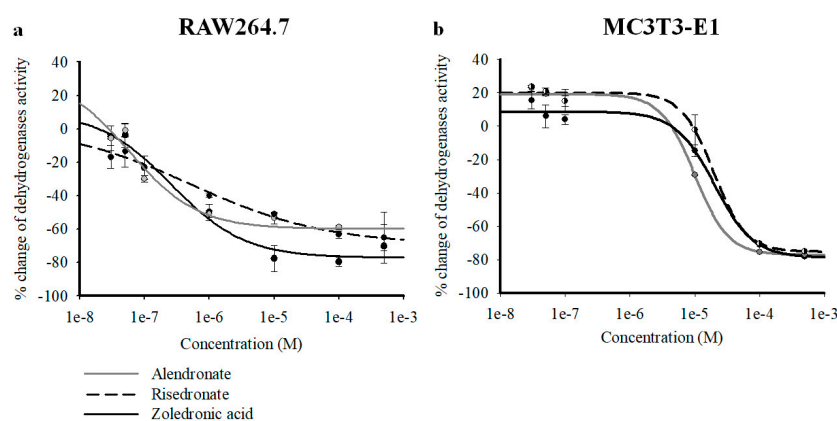 a RAW264.7
% change of dehydrogenases activity
40
20
0
-20
-40
-60
-80
-100
1e-8 1e-7 1e-6 1e-5 1e-4 1e-3
Concentration (M)
b MC3T3-E1
% change of dehydrogenases activity
40
20
0
-20
-40
-60
-80
-100
1e-8 1e-7 1e-6 1e-5 1e-4 1e-3
Concentration (M)
Alendronate
Risedronate
Zoledronic acid